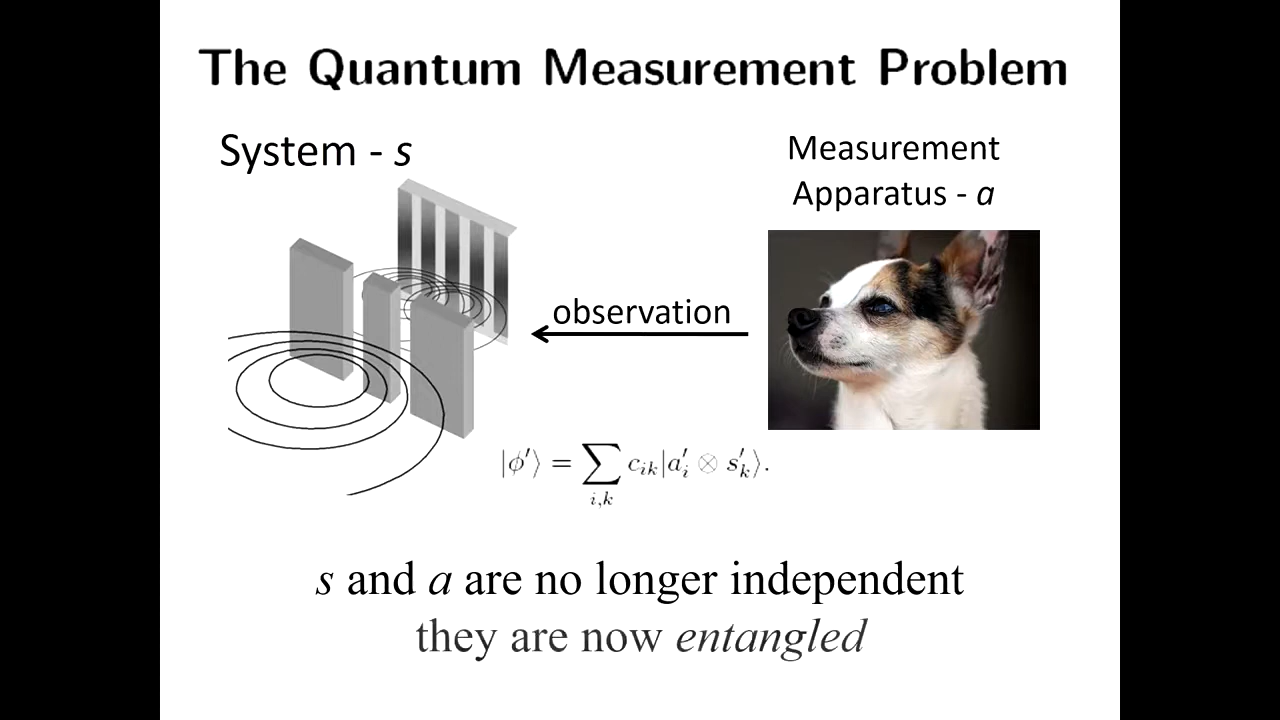 The Quantum Measurement Problem
System - s
Measurement
Apparatus - a
observation
|ϕ′⟩ = ∑ c_{ik}|a′_i ⊗ s′_k⟩.
i,k
s and a are no longer independent
they are now entangled